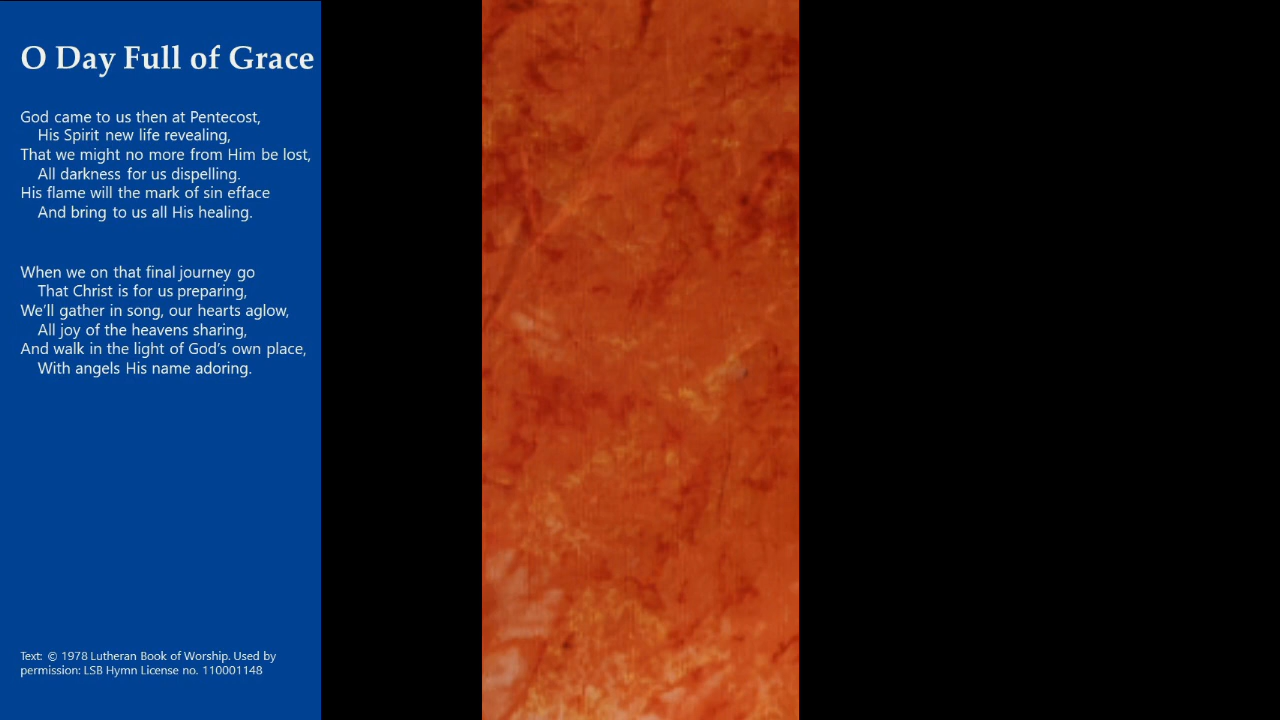 O Day Full of Grace
God came to us then at Pentecost,
His Spirit new life revealing,
That we might no more from Him be lost,
All darkness for us dispelling.
His flame will the mark of sin efface
And bring to us all His healing.
When we on that final journey go
That Christ is for us preparing,
We’ll gather in song, our hearts aglow,
All joy of the heavens sharing,
And walk in the light of God’s own place,
With angels His name adoring.
Text: © 1978 Lutheran Book of Worship. Used by
permission: LSB Hymn License no. 110001148